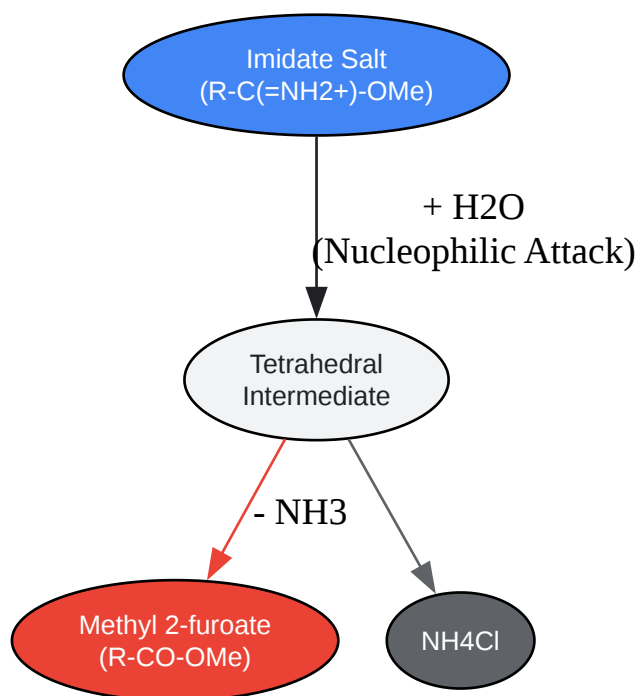 Imidate Salt
(R-C(=NH2+)-OMe)
+ H2O
(Nucleophilic Attack)
Tetrahedral
Intermediate
- NH3
Methyl 2-furoate
(R-CO-OMe)
NH4Cl